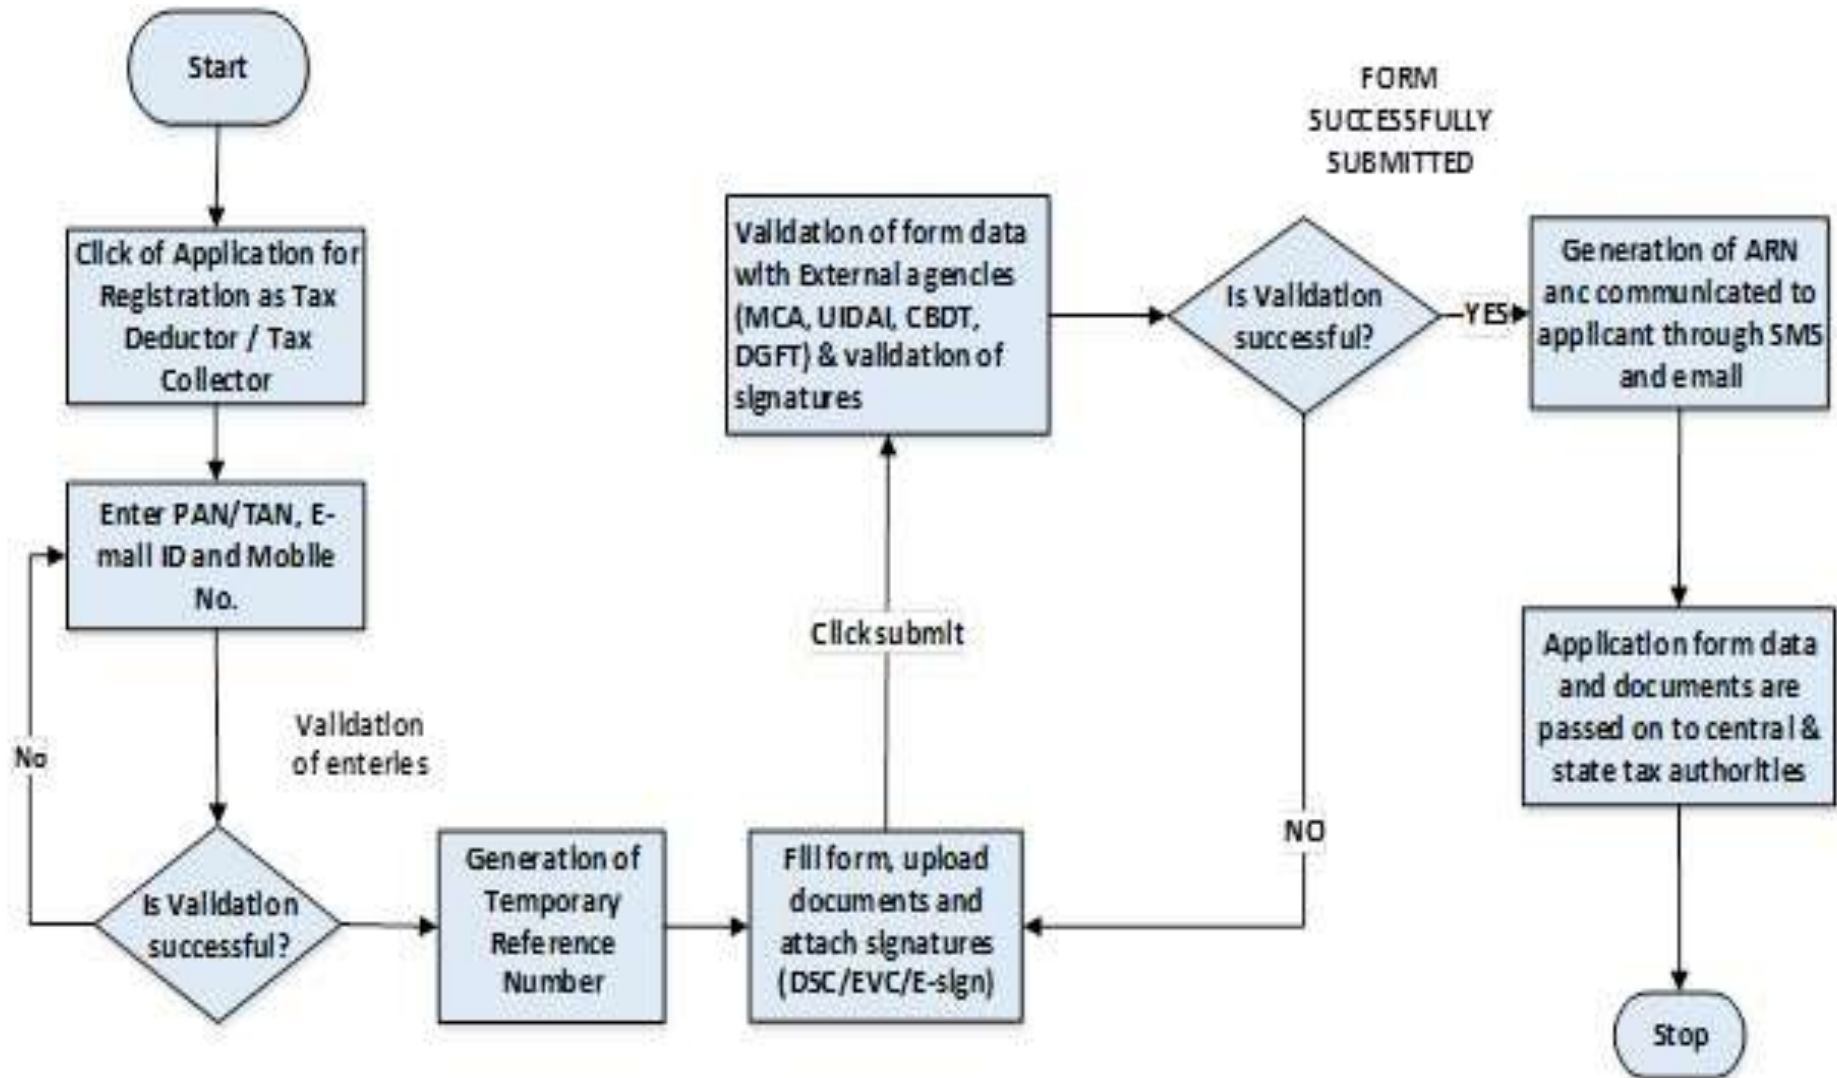 Start
Click of Application for
Registration as Tax
Deductor / Tax
Collector
Enter PAN/TAN, E-
mail ID and Mobile
No.
No
Validation
of enteries
Is Validation
successful?
Generation of
Temporary
Reference
Number
Fill form, upload
documents and
attach signatures
(DSC/EVC/E-sign)
Click submit
Validation of form data
with External agencies
(MCA, UIDAI, CBDT,
DGFT) & validation of
signatures
FORM
SUCCESSFULLY
SUBMITTED
Is Validation
successful?
YES
NO
Generation of ARN
anc communicated to
applicant through SMS
and email
Application form data
and documents are
passed on to central &
state tax authorities
Stop